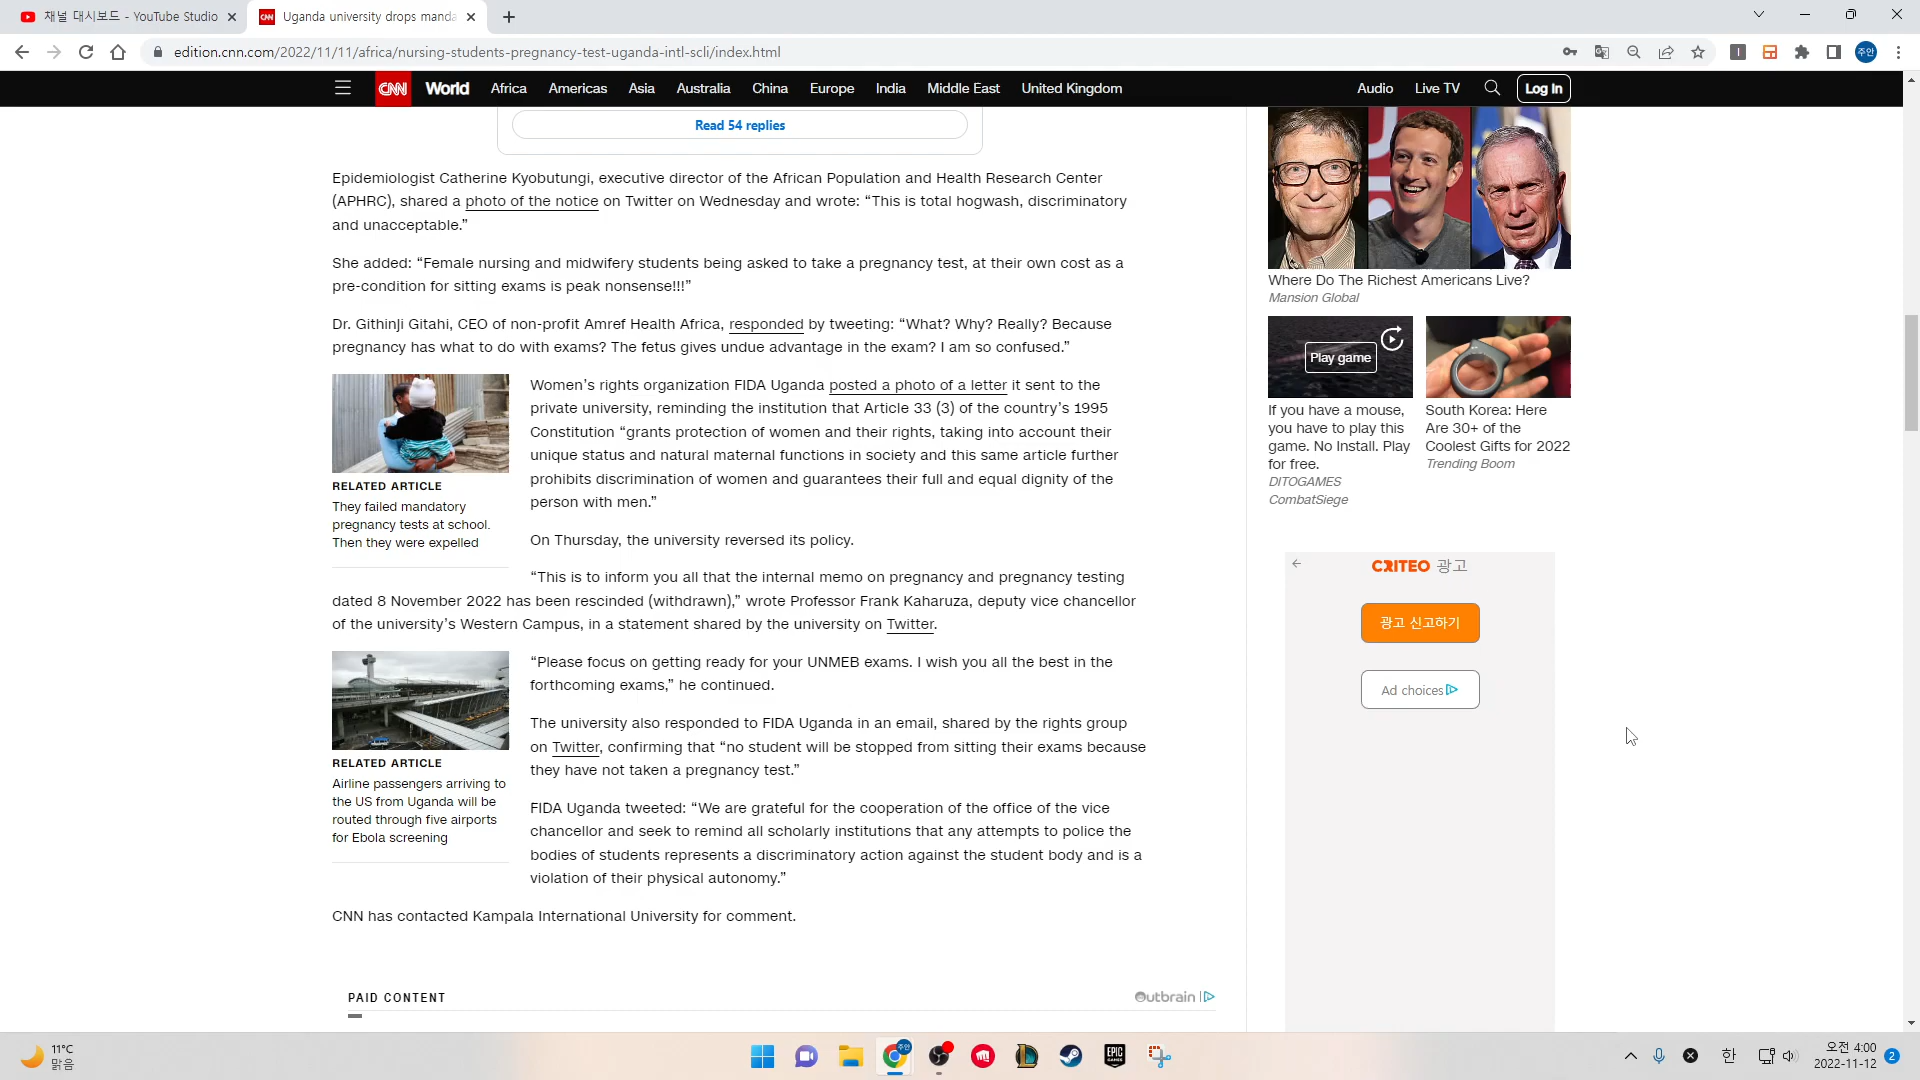 채널 대시보드 - YouTube Studio
Uganda university drops manda
edition.cnn.com/2022/11/11/africa/nursing-students-pregnancy-test-uganda-intl-scli/index.html
주안
CNN World Africa Americas Asia Australia China Europe India Middle East United Kingdom Audio Live TV Log In
Read 54 replies
Epidemiologist Catherine Kyobutungi, executive director of the African Population and Health Research Center
(APHRC), shared a photo of the notice on Twitter on Wednesday and wrote: “This is total hogwash, discriminatory
and unacceptable.”
She added: “Female nursing and midwifery students being asked to take a pregnancy test, at their own cost as a
pre-condition for sitting exams is peak nonsense!!!”
Dr. Githinji Gitahi, CEO of non-profit Amref Health Africa, responded by tweeting: “What? Why? Really? Because
pregnancy has what to do with exams? The fetus gives undue advantage in the exam? I am so confused.”
RELATED ARTICLE
They failed mandatory
pregnancy tests at school.
Then they were expelled
Women’s rights organization FIDA Uganda posted a photo of a letter it sent to the
private university, reminding the institution that Article 33 (3) of the country’s 1995
Constitution “grants protection of women and their rights, taking into account their
unique status and natural maternal functions in society and this same article further
prohibits discrimination of women and guarantees their full and equal dignity of the
person with men.”
On Thursday, the university reversed its policy.
“This is to inform you all that the internal memo on pregnancy and pregnancy testing
dated 8 November 2022 has been rescinded (withdrawn),” wrote Professor Frank Kaharuza, deputy vice chancellor
of the university’s Western Campus, in a statement shared by the university on Twitter.
RELATED ARTICLE
Airline passengers arriving to
the US from Uganda will be
routed through five airports
for Ebola screening
“Please focus on getting ready for your UNMEB exams. I wish you all the best in the
forthcoming exams,” he continued.
The university also responded to FIDA Uganda in an email, shared by the rights group
on Twitter, confirming that “no student will be stopped from sitting their exams because
they have not taken a pregnancy test.”
FIDA Uganda tweeted: “We are grateful for the cooperation of the office of the vice
chancellor and seek to remind all scholarly institutions that any attempts to police the
bodies of students represents a discriminatory action against the student body and is a
violation of their physical autonomy.”
CNN has contacted Kampala International University for comment.
PAID CONTENT
Outbrain
Where Do The Richest Americans Live?
Mansion Global
Play game
If you have a mouse,
you have to play this
game. No Install. Play
for free.
DITOGAMES
CombatSiege
South Korea: Here
Are 30+ of the
Coolest Gifts for 2022
Trending Boom
CRITEO 광고
광고 신고하기
Ad choices
11°C
맑음
주안
EPIC
GAMES
한
오전 4:00
2022-11-12
2